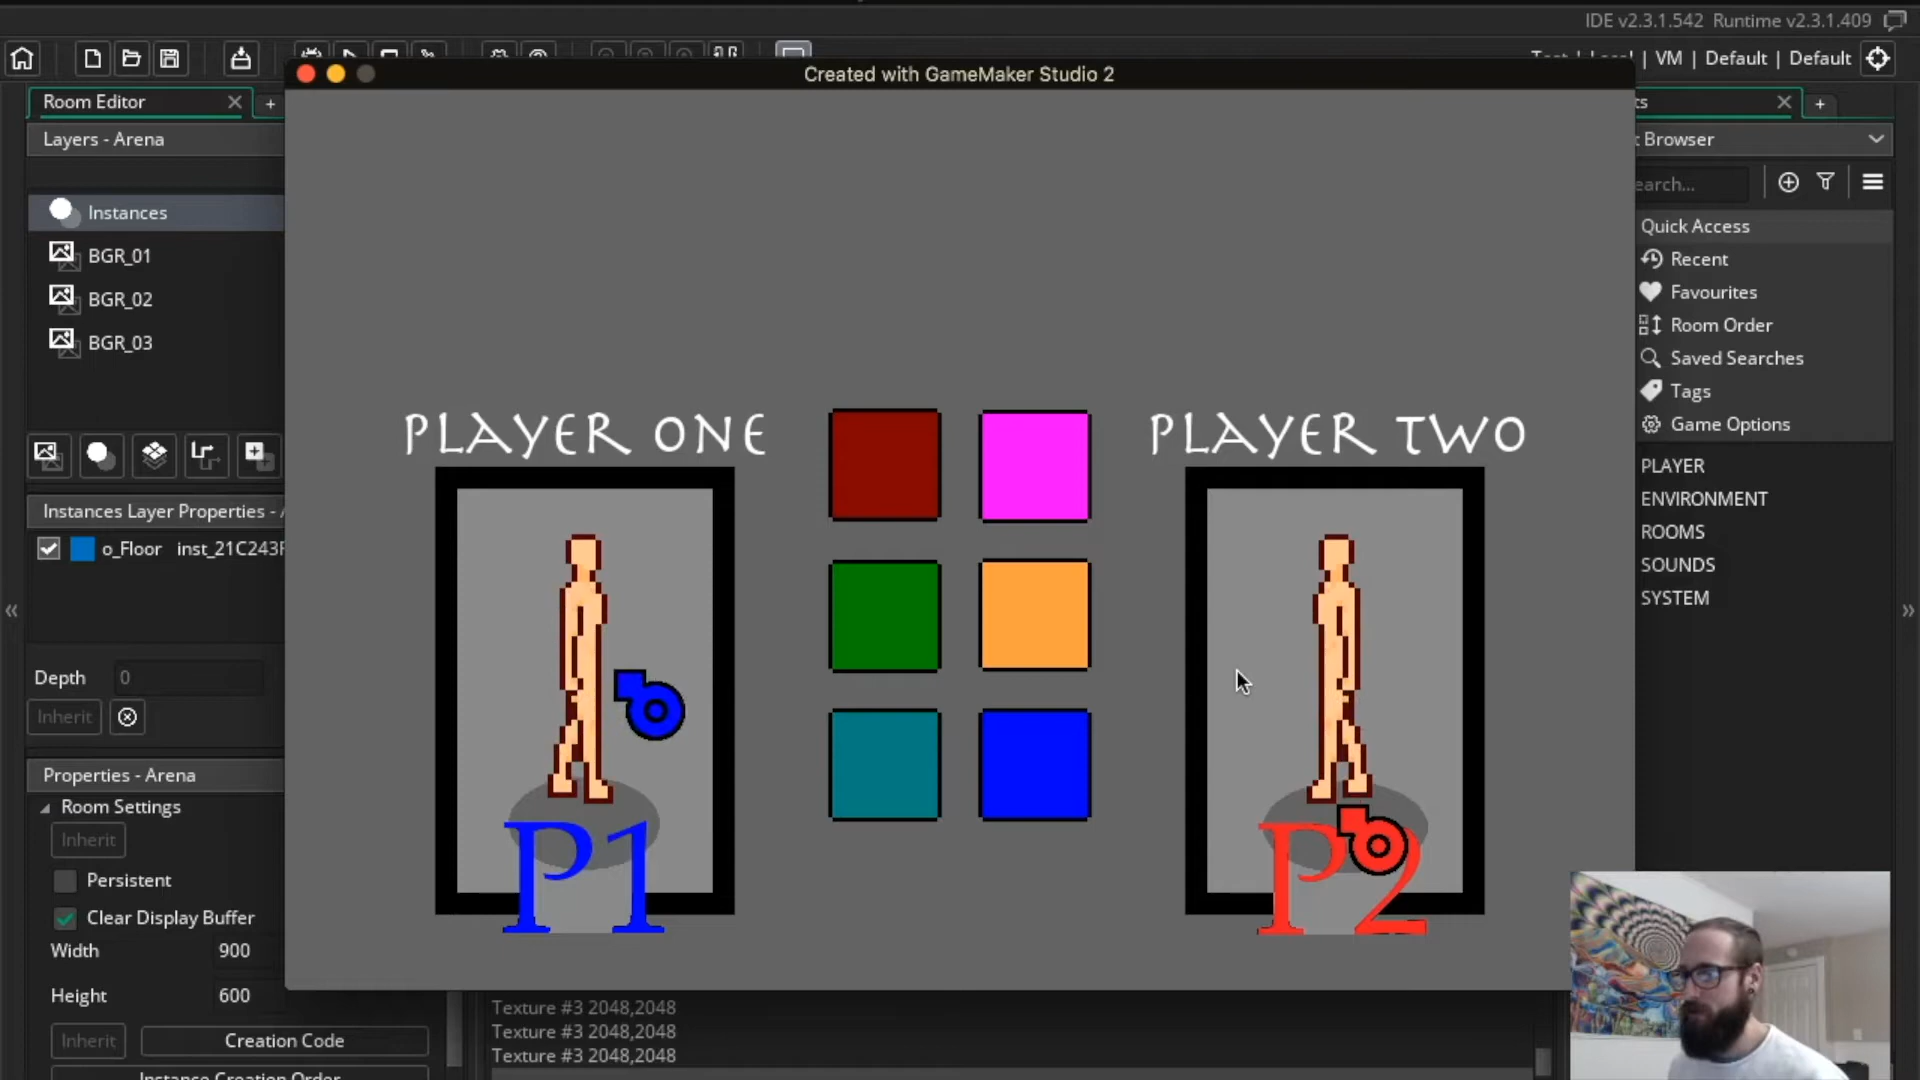 IDE v2.3.1.542 Runtime v2.3.1.409
| VM | Default | Default
Created with GameMaker Studio 2
Room Editor
Layers - Arena
Instances
BGR_01
BGR_02
BGR_03
Instances Layer Properties -
o_Floor inst_21C243F
Depth 0
Inherit
Properties - Arena
Room Settings
Inherit
Persistent
Clear Display Buffer
Width 900
Height 600
Inherit
Creation Code
Instance Creation Order
PLAYER ONE
PLAYER TWO
P1
P2
Texture #3 2048,2048
Texture #3 2048,2048
Texture #3 2048,2048
Browser
Quick Access
Recent
Favourites
Room Order
Saved Searches
Tags
Game Options
PLAYER
ENVIRONMENT
ROOMS
SOUNDS
SYSTEM